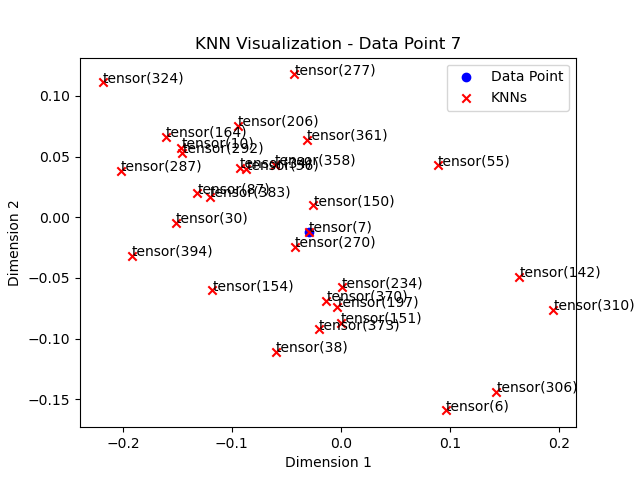 KNN Visualization - Data Point 7
Data Point
KNNs
tensor(324)
tensor(277)
tensor(206)
tensor(164)
tensor(361)
tensor(10)
tensor(292)
tensor(358)
tensor(55)
tensor(287)
tensor(87)
tensor(383)
tensor(150)
tensor(30)
tensor(7)
tensor(270)
tensor(394)
tensor(142)
tensor(154)
tensor(234)
tensor(370)
tensor(197)
tensor(310)
tensor(151)
tensor(373)
tensor(38)
tensor(306)
tensor(6)
0.10
0.05
0.00
−0.05
−0.10
−0.15
Dimension 2
−0.2
−0.1
0.0
0.1
0.2
Dimension 1